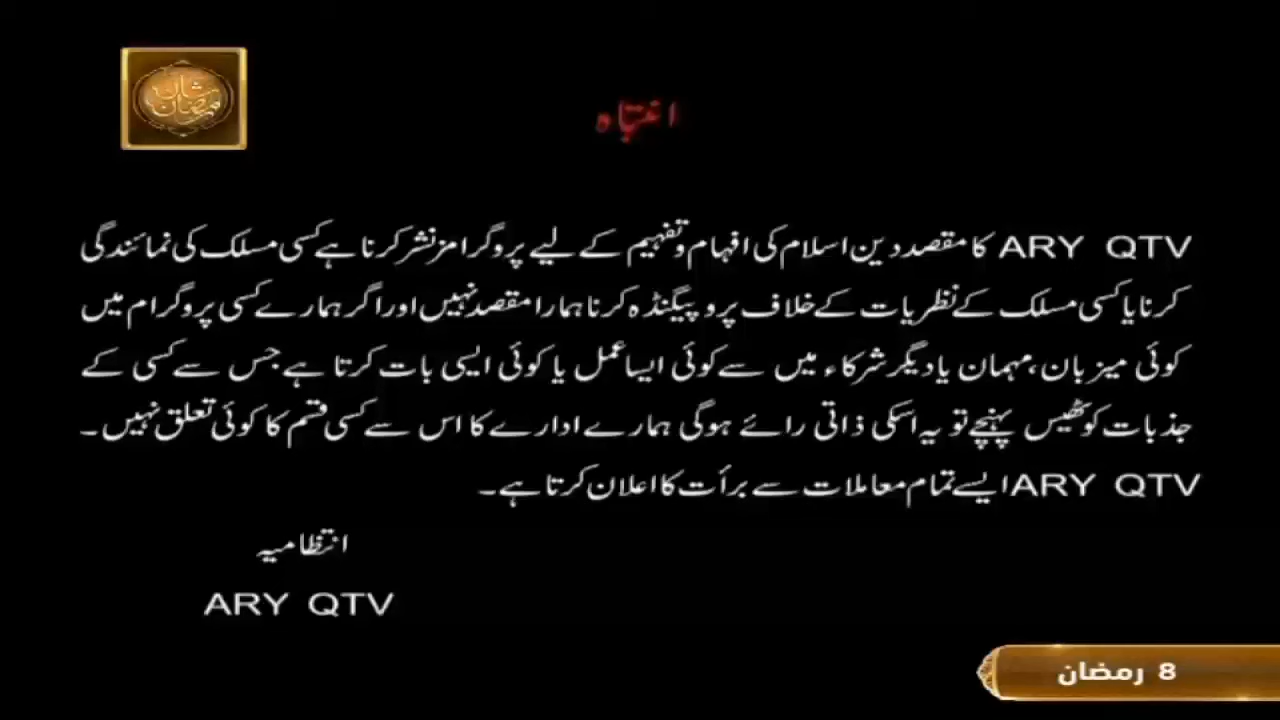 شان رمضان
انتباہ
ARY QTV کا مقصد دین اسلام کی افہام و تفہیم کے لیے پروگرامز نشر کرنا ہے کسی مسلک کی نمائندگی
کرنا یا کسی مسلک کے نظریات کے خلاف پروپیگنڈہ کرنا ہمارا مقصد نہیں اور اگر ہمارے کسی پروگرام میں
کوئی میزبان، مہمان یا دیگر شرکاء میں سے کوئی ایسا عمل یا کوئی ایسی بات کرتا ہے جس سے کسی کے
جذبات کو ٹھیس پہنچے تو یہ اسکی ذاتی رائے ہوگی ہمارے ادارے کا اس سے کسی قسم کا کوئی تعلق نہیں۔
ARY QTV ایسے تمام معاملات سے برأت کا اعلان کرتا ہے۔
انتظامیہ
ARY QTV
8 رمضان